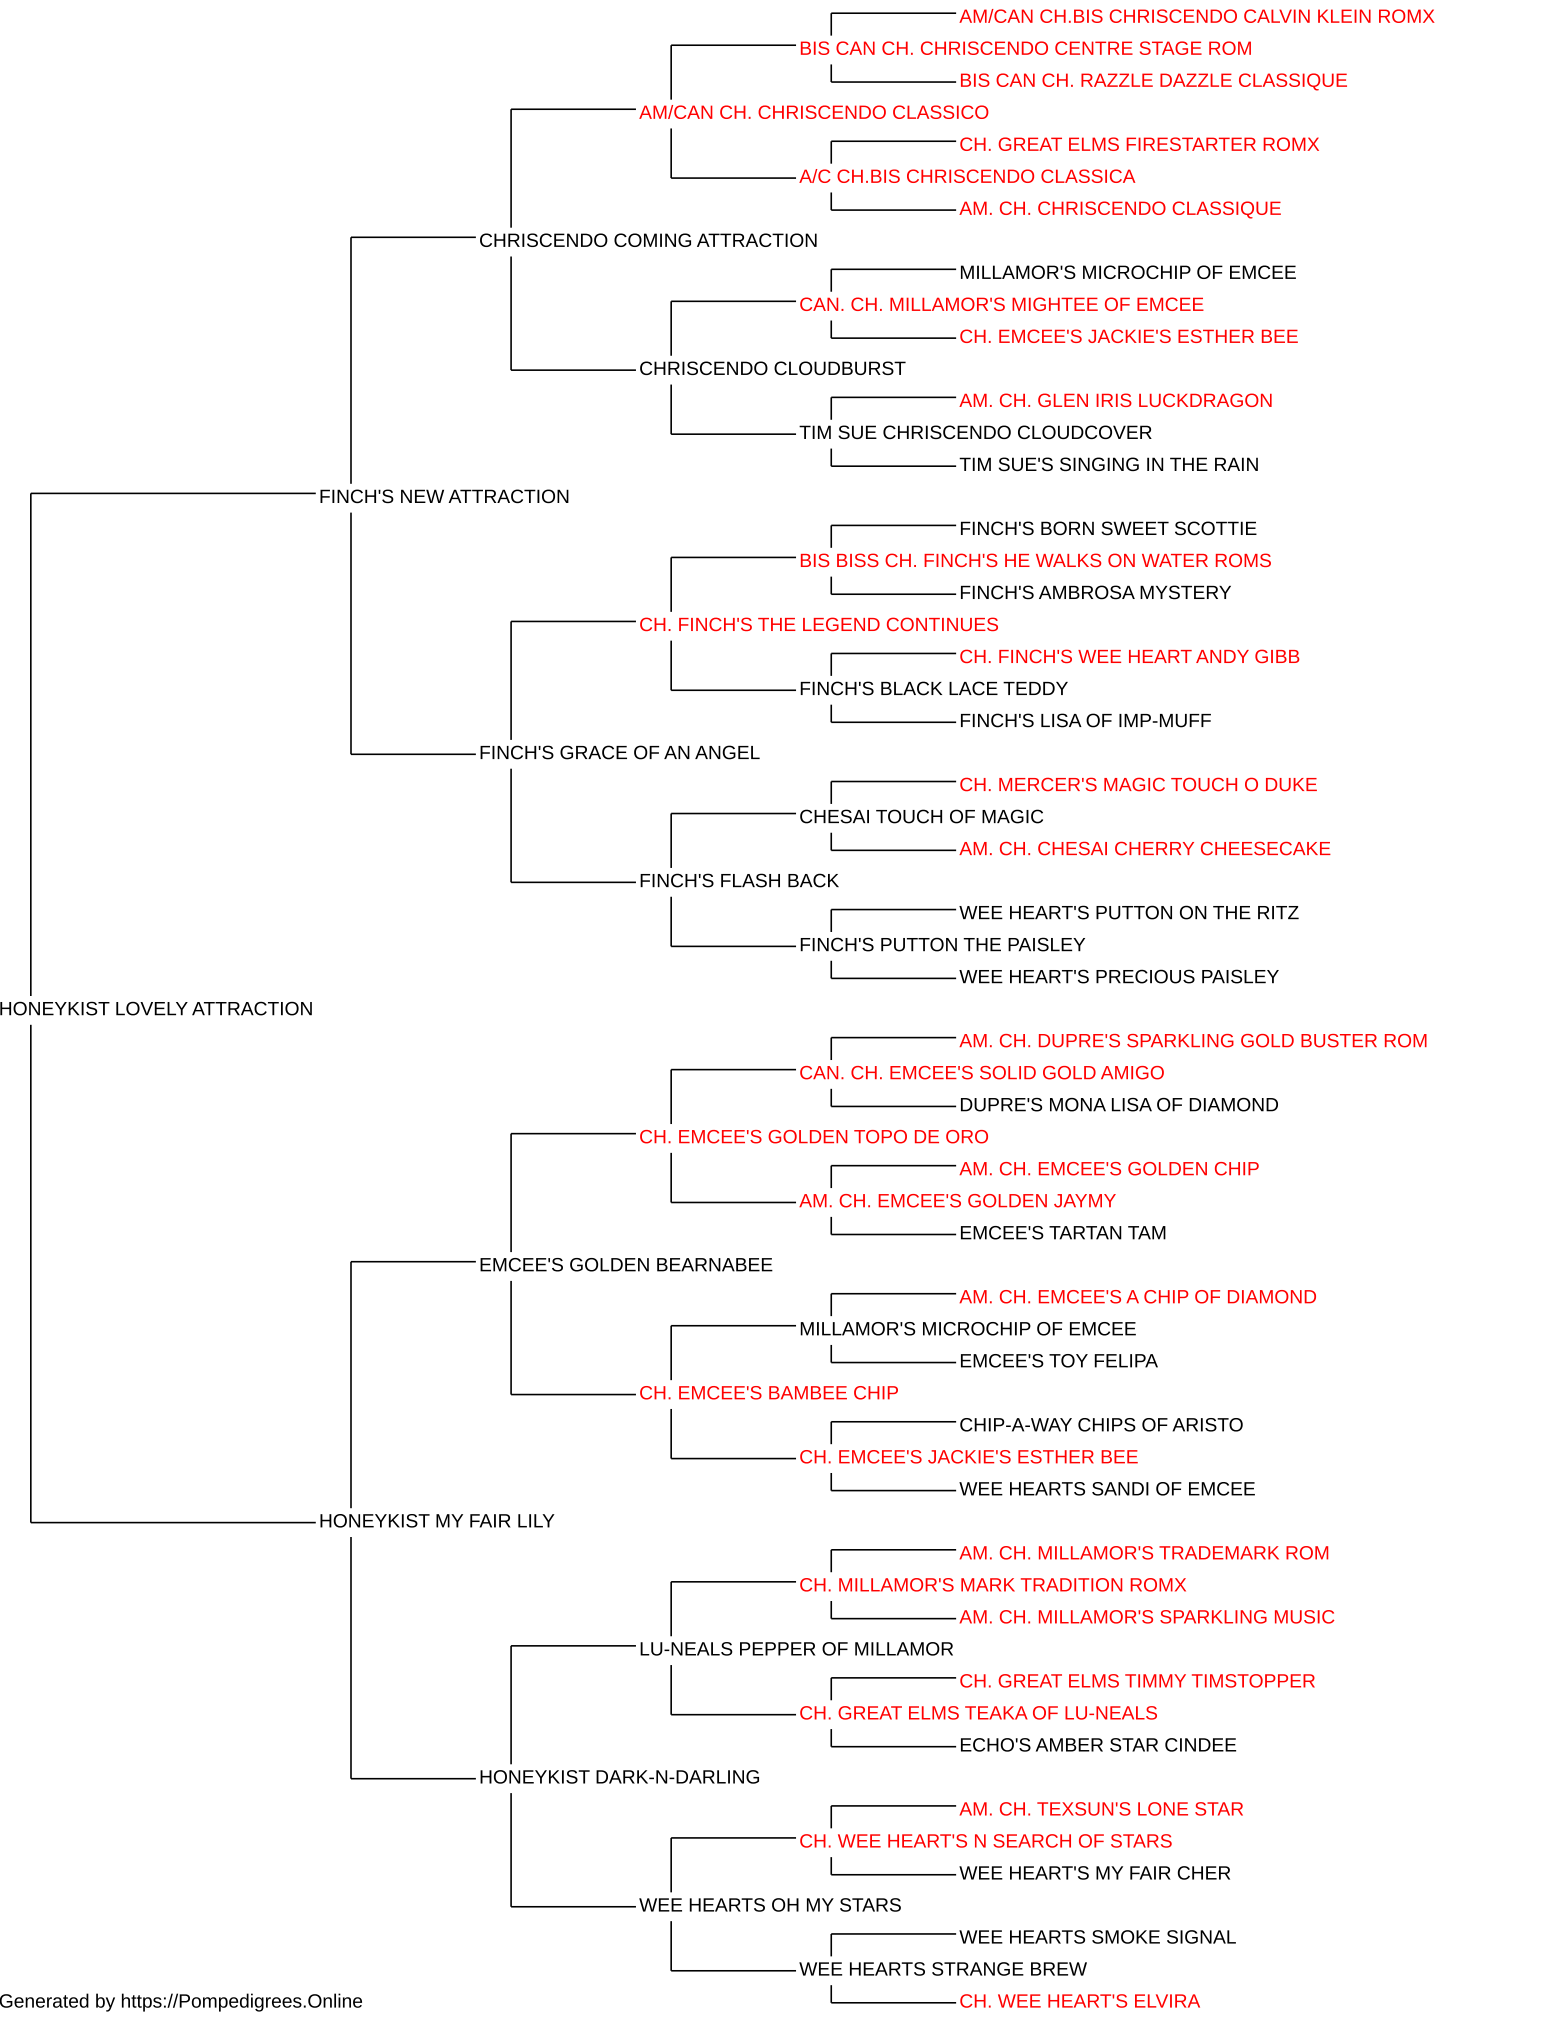 AM/CAN CH.BIS CHRISCENDO CALVIN KLEIN ROMX
BIS CAN CH. CHRISCENDO CENTRE STAGE ROM
BIS CAN CH. RAZZLE DAZZLE CLASSIQUE
AM/CAN CH. CHRISCENDO CLASSICO
CH. GREAT ELMS FIRESTARTER ROMX
A/C CH.BIS CHRISCENDO CLASSICA
AM. CH. CHRISCENDO CLASSIQUE
CHRISCENDO COMING ATTRACTION
MILLAMOR'S MICROCHIP OF EMCEE
CAN. CH. MILLAMOR'S MIGHTEE OF EMCEE
CH. EMCEE'S JACKIE'S ESTHER BEE
CHRISCENDO CLOUDBURST
AM. CH. GLEN IRIS LUCKDRAGON
TIM SUE CHRISCENDO CLOUDCOVER
TIM SUE'S SINGING IN THE RAIN
FINCH'S NEW ATTRACTION
FINCH'S BORN SWEET SCOTTIE
BIS BISS CH. FINCH'S HE WALKS ON WATER ROMS
FINCH'S AMBROSA MYSTERY
CH. FINCH'S THE LEGEND CONTINUES
CH. FINCH'S WEE HEART ANDY GIBB
FINCH'S BLACK LACE TEDDY
FINCH'S LISA OF IMP-MUFF
FINCH'S GRACE OF AN ANGEL
CH. MERCER'S MAGIC TOUCH O DUKE
CHESAI TOUCH OF MAGIC
AM. CH. CHESAI CHERRY CHEESECAKE
FINCH'S FLASH BACK
WEE HEART'S PUTTON ON THE RITZ
FINCH'S PUTTON THE PAISLEY
WEE HEART'S PRECIOUS PAISLEY
HONEYKIST LOVELY ATTRACTION
AM. CH. DUPRE'S SPARKLING GOLD BUSTER ROM
CAN. CH. EMCEE'S SOLID GOLD AMIGO
DUPRE'S MONA LISA OF DIAMOND
CH. EMCEE'S GOLDEN TOPO DE ORO
AM. CH. EMCEE'S GOLDEN CHIP
AM. CH. EMCEE'S GOLDEN JAYMY
EMCEE'S TARTAN TAM
EMCEE'S GOLDEN BEARNABEE
AM. CH. EMCEE'S A CHIP OF DIAMOND
MILLAMOR'S MICROCHIP OF EMCEE
EMCEE'S TOY FELIPA
CH. EMCEE'S BAMBEE CHIP
CHIP-A-WAY CHIPS OF ARISTO
CH. EMCEE'S JACKIE'S ESTHER BEE
WEE HEARTS SANDI OF EMCEE
HONEYKIST MY FAIR LILY
AM. CH. MILLAMOR'S TRADEMARK ROM
CH. MILLAMOR'S MARK TRADITION ROMX
AM. CH. MILLAMOR'S SPARKLING MUSIC
LU-NEALS PEPPER OF MILLAMOR
CH. GREAT ELMS TIMMY TIMSTOPPER
CH. GREAT ELMS TEAKA OF LU-NEALS
ECHO'S AMBER STAR CINDEE
HONEYKIST DARK-N-DARLING
AM. CH. TEXSUN'S LONE STAR
CH. WEE HEART'S N SEARCH OF STARS
WEE HEART'S MY FAIR CHER
WEE HEARTS OH MY STARS
WEE HEARTS SMOKE SIGNAL
WEE HEARTS STRANGE BREW
CH. WEE HEART'S ELVIRA
Generated by https://Pompedigrees.Online